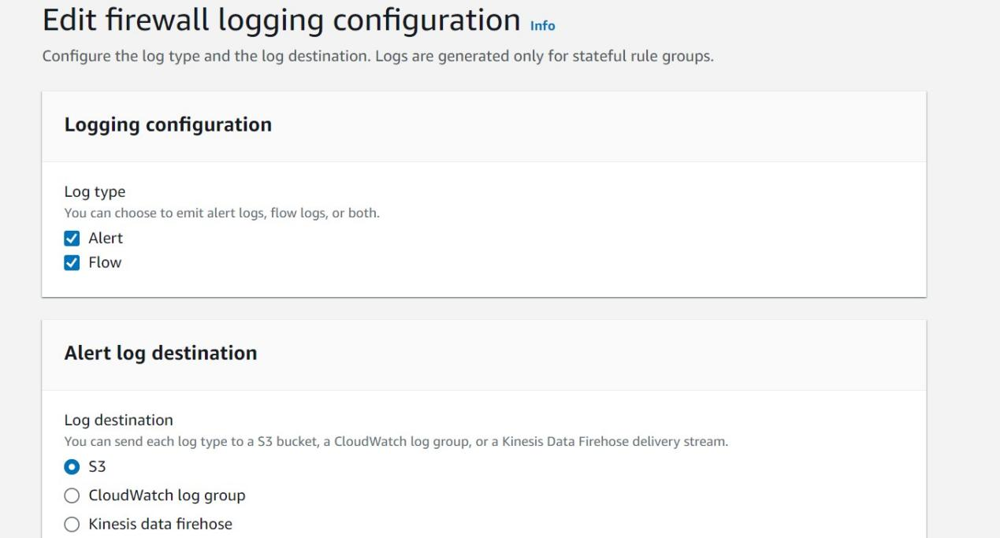 Edit firewall logging configuration Info
Configure the log type and the log destination. Logs are generated only for stateful rule groups.
Logging configuration
Log type
You can choose to emit alert logs, flow logs, or both.
Alert
Flow
Alert log destination
Log destination
You can send each log type to a S3 bucket, a CloudWatch log group, or a Kinesis Data Firehose delivery stream.
S3
CloudWatch log group
Kinesis data firehose